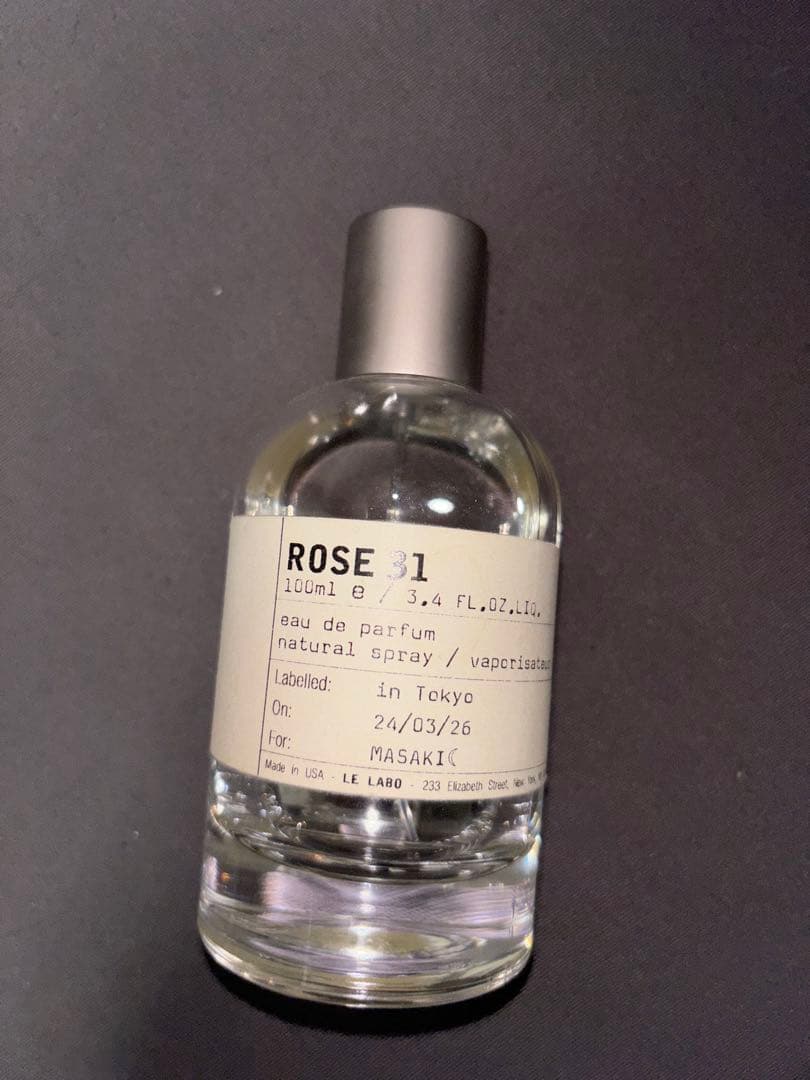 ROSE 31
100ml e / 3.4 FL.OZ.LIQ.
eau de parfum
natural spray /
Labelled: in Tokyo
On: 24/03/26
For: MASAKI☾
Made in USA - LE LABO - 233 Elizabeth Street, New York,